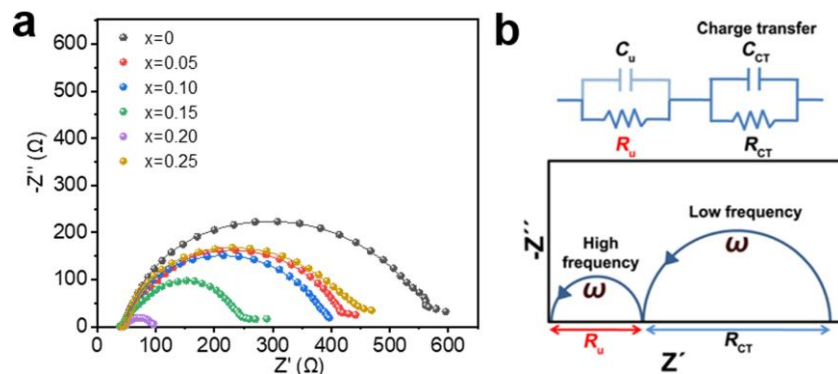 a
600
500
400
300
200
100
0
-Z'' (Ω)
x=0
x=0.05
x=0.10
x=0.15
x=0.20
x=0.25
0 100 200 300 400 500 600
Z' (Ω)
b
Charge transfer
Cu CCT
Ru RCT
-Z´´
High
frequency
ω
Low frequency
ω
Ru RCT
Z´